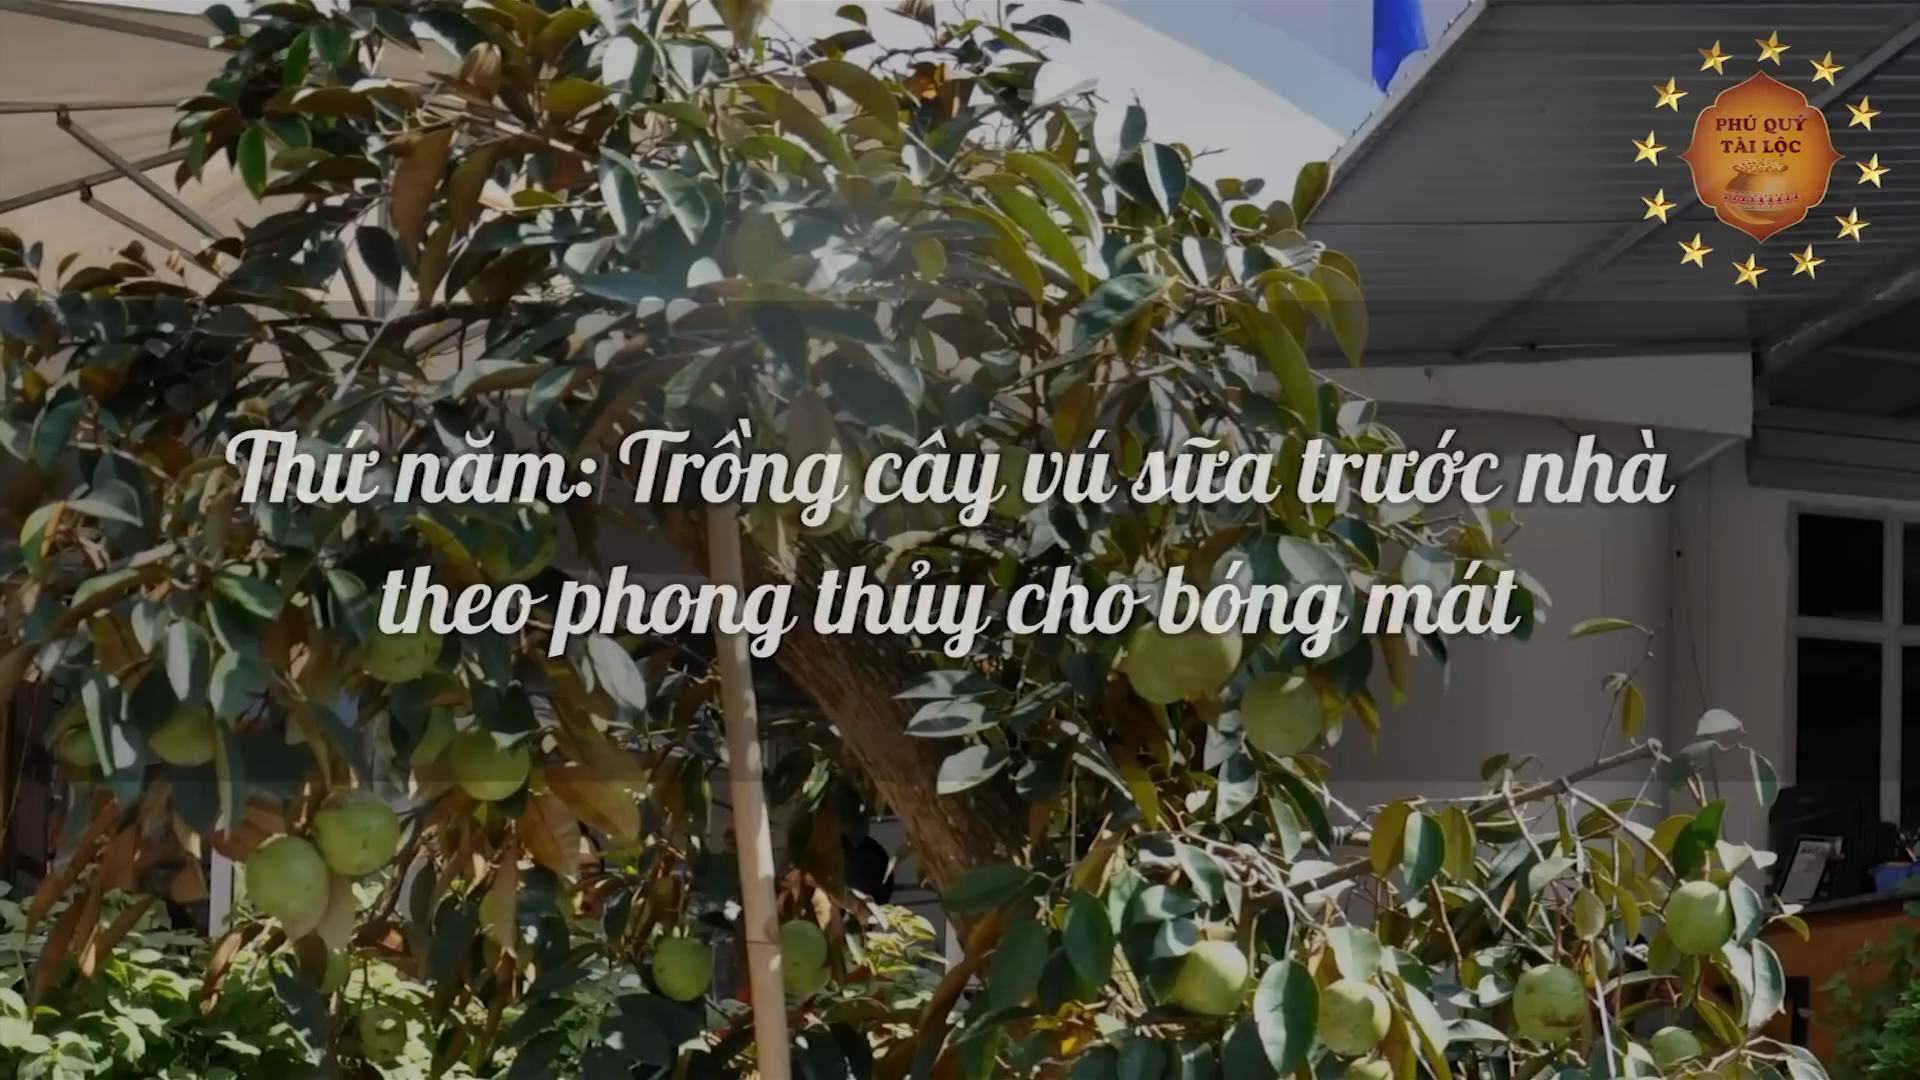 PHÚ QUÝ
TÀI LỘC
Thứ năm: Trồng cây vú sữa trước nhà
theo phong thủy cho bóng mát